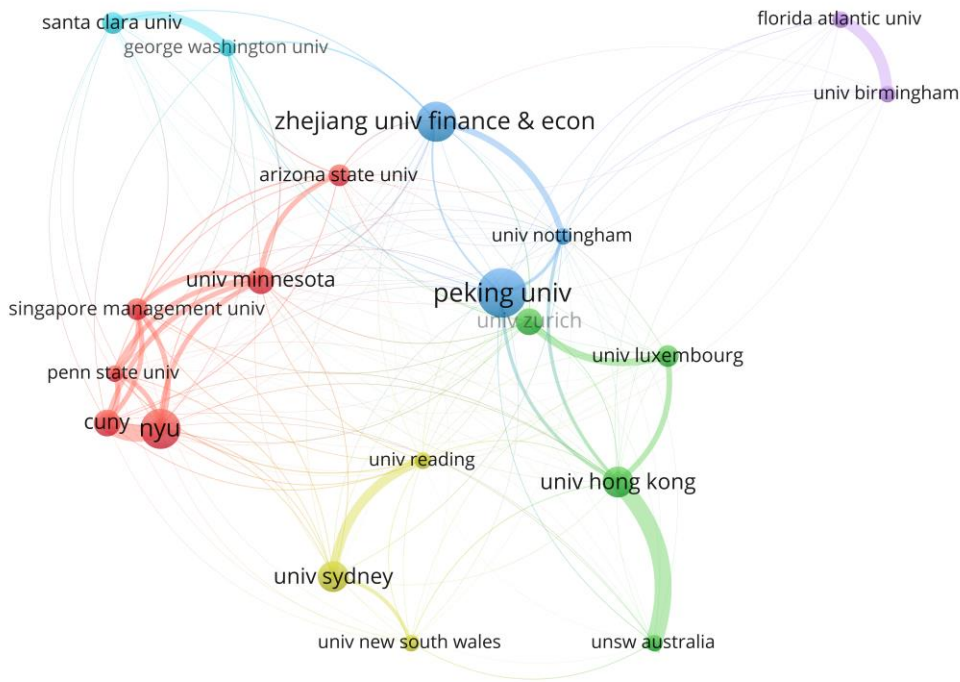 florida atlantic univ
santa clara univ
george washington univ
univ birmingham
zhejiang univ finance & econ
arizona state univ
univ nottingham
univ minnesota
peking univ
singapore management univ
univ zurich
univ luxembourg
penn state univ
cuny
nyu
univ reading
univ hong kong
univ sydney
univ new south wales
unsw australia